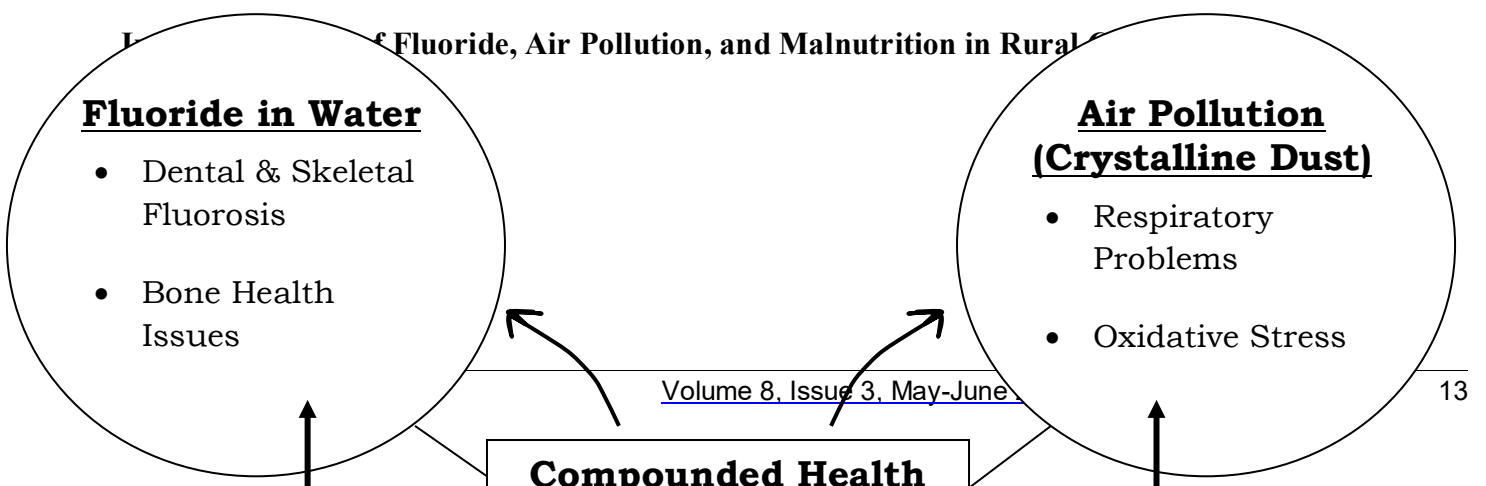 of Fluoride, Air Pollution, and Malnutrition in Rural
Fluoride in Water
• Dental & Skeletal
Fluorosis
• Bone Health
Issues
Air Pollution
(Crystalline Dust)
• Respiratory
Problems
• Oxidative Stress
Volume 8, Issue 3, May-June
13
Compounded Health